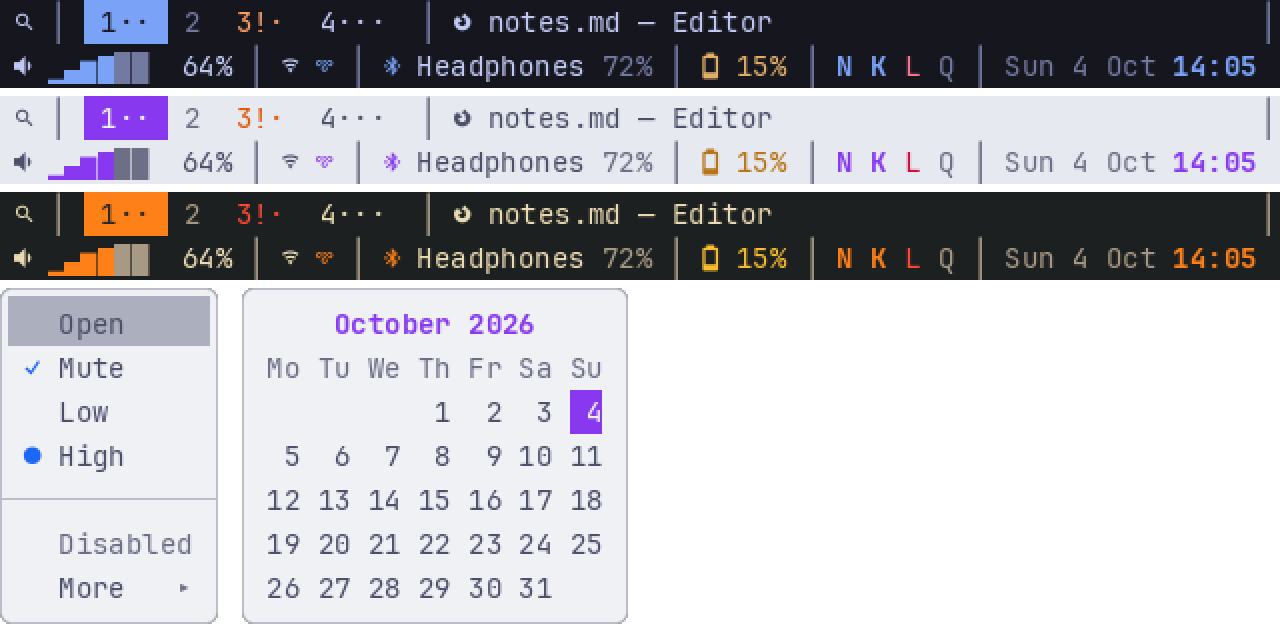 1·· 2 3!· 4··· notes.md — Editor
64% Headphones 72% 15% N K L Q Sun 4 Oct 14:05
1·· 2 3!· 4··· notes.md — Editor
64% Headphones 72% 15% N K L Q Sun 4 Oct 14:05
1·· 2 3!· 4··· notes.md — Editor
64% Headphones 72% 15% N K L Q Sun 4 Oct 14:05
Open
Mute
Low
High
Disabled
More
October 2026
Mo Tu We Th Fr Sa Su
1 2 3 4
5 6 7 8 9 10 11
12 13 14 15 16 17 18
19 20 21 22 23 24 25
26 27 28 29 30 31